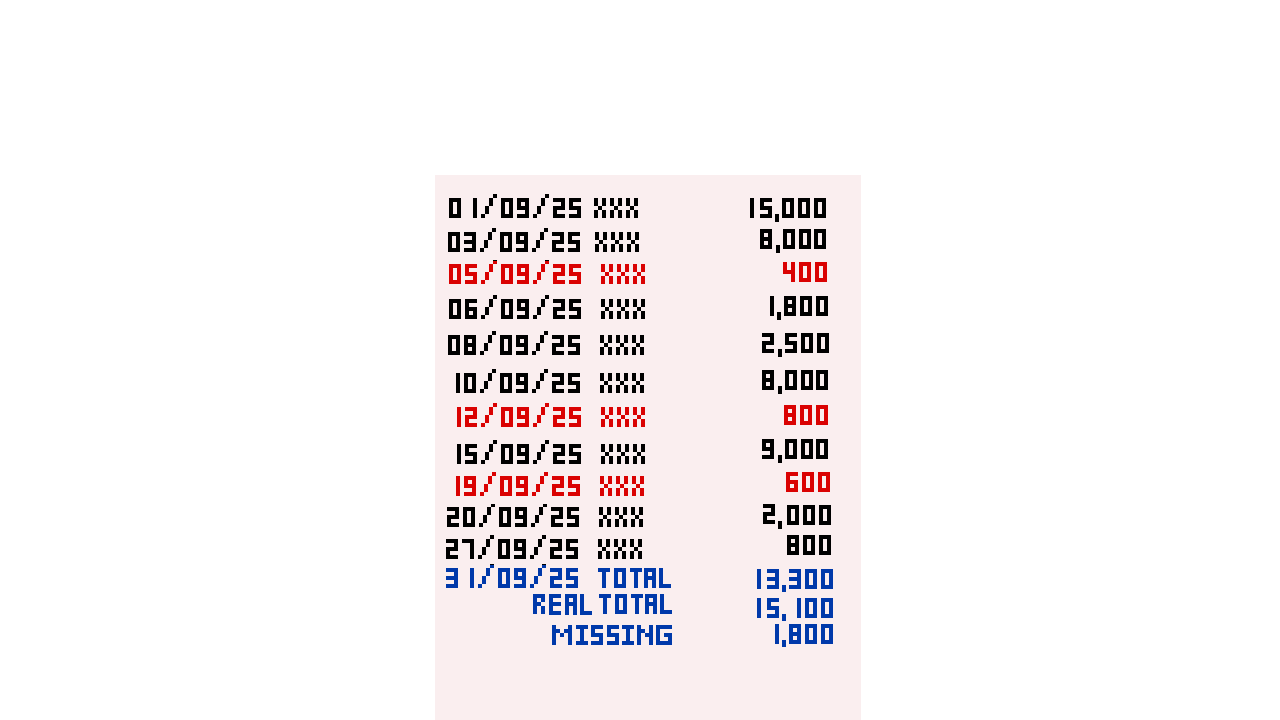 01/09/25 XXX 15,000
03/09/25 XXX 8,000
05/09/25 XXX 400
06/09/25 XXX 1,800
08/09/25 XXX 2,500
10/09/25 XXX 8,000
12/09/25 XXX 800
15/09/25 XXX 9,000
19/09/25 XXX 600
20/09/25 XXX 2,000
27/09/25 XXX 800
31/09/25 TOTAL 13,300
REAL TOTAL 15,100
MISSING 1,800